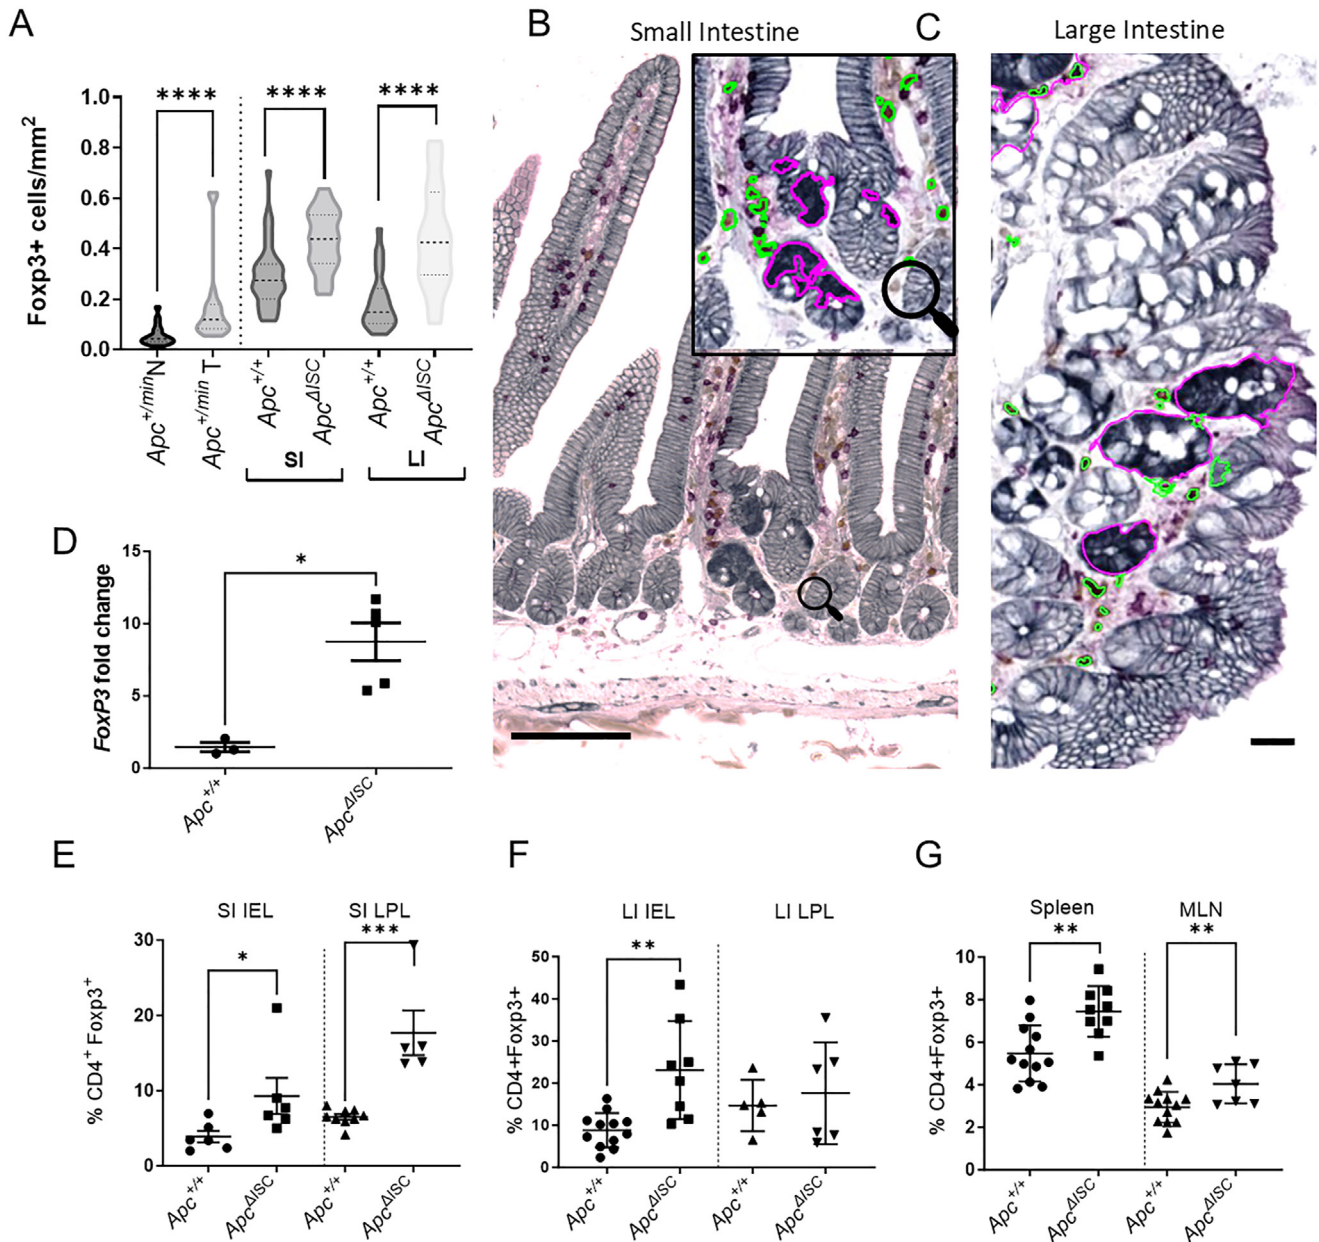 A
B
Small Intestine
C
Large Intestine
**** **** ****
1.0
0.8
0.6
0.4
0.2
0.0
Foxp3+ cells/mm²
Apc+/min N
Apc+/min T
Apc+/+
ApcΔISC
Apc+/+
ApcΔISC
SI
LI
D
15
10
5
0
FoxP3 fold change
*
Apc+/+
ApcΔISC
E
SI IEL
SI LPL
*
***
30
20
10
0
% CD4⁺ Foxp3⁺
Apc+/+
ApcΔISC
Apc+/+
ApcΔISC
F
LI IEL
LI LPL
**
50
40
30
20
10
0
% CD4+Foxp3+
Apc+/+
ApcΔISC
Apc+/+
ApcΔISC
G
Spleen
MLN
**
**
10
8
6
4
2
0
% CD4+Foxp3+
Apc+/+
ApcΔISC
Apc+/+
ApcΔISC